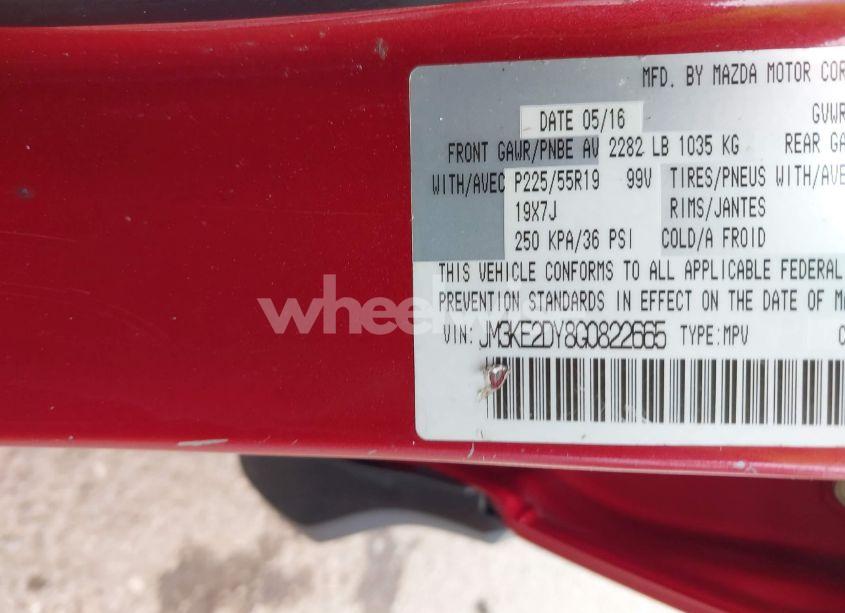 MFD. BY MAZDA MOTOR COR
DATE 05/16 GVWR
FRONT GAWR/PNBE AV 2282 LB 1035 KG REAR GA
WITH/AVEC P225/55R19 99V TIRES/PNEUS WITH/AVE
19X7J RIMS/JANTES
250 KPA/36 PSI COLD/A FROID
THIS VEHICLE CONFORMS TO ALL APPLICABLE FEDERAL
wheel
PREVENTION STANDARDS IN EFFECT ON THE DATE OF MA
VIN: JM3KE2DY8G0822665 TYPE:MPV C